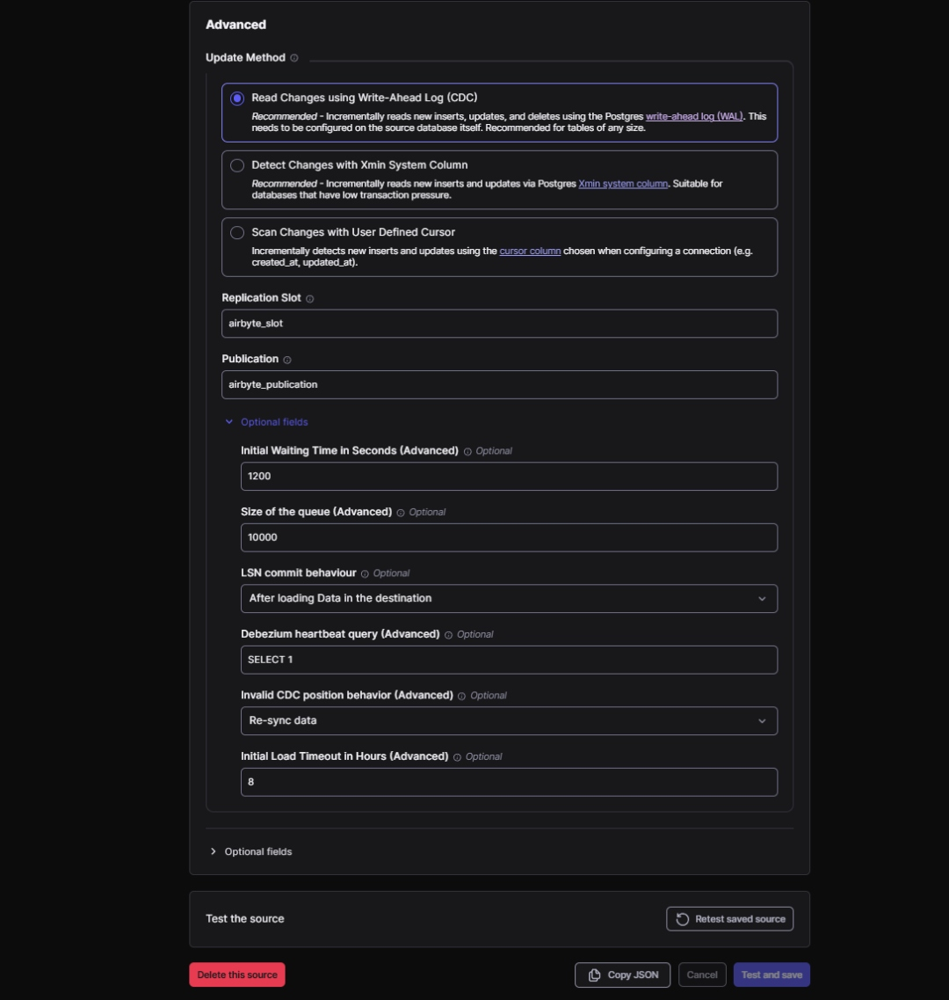 Advanced
Update Method
Read Changes using Write-Ahead Log (CDC)
Recommended - Incrementally reads new inserts, updates, and deletes using the Postgres write-ahead log (WAL). This
needs to be configured on the source database itself. Recommended for tables of any size.
Detect Changes with Xmin System Column
Recommended - Incrementally reads new inserts and updates via Postgres Xmin system column. Suitable for
databases that have low transaction pressure.
Scan Changes with User Defined Cursor
Incrementally detects new inserts and updates using the cursor column chosen when configuring a connection (e.g.
created_at, updated_at).
Replication Slot
airbyte_slot
Publication
airbyte_publication
Optional fields
Initial Waiting Time in Seconds (Advanced) Optional
1200
Size of the queue (Advanced) Optional
10000
LSN commit behaviour Optional
After loading Data in the destination
Debezium heartbeat query (Advanced) Optional
SELECT 1
Invalid CDC position behavior (Advanced) Optional
Re-sync data
Initial Load Timeout in Hours (Advanced) Optional
8
Optional fields
Test the source
Retest saved source
Delete this source
Copy JSON
Cancel
Test and save